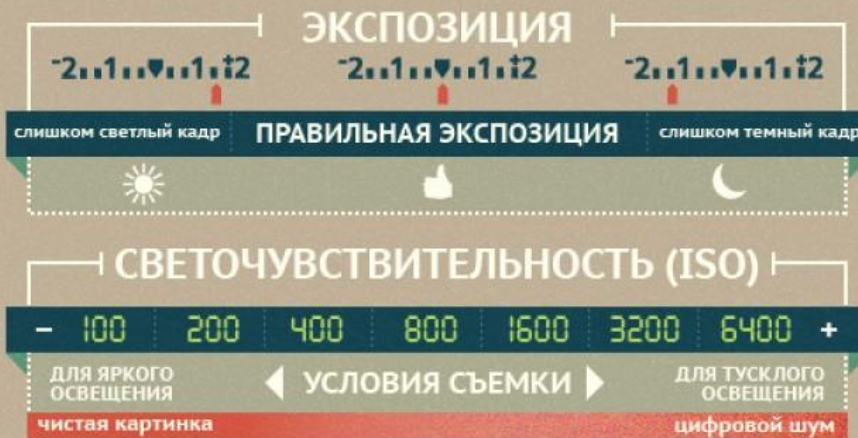 ЭКСПОЗИЦИЯ
-2..1..▼..1.:‡2 -2..1..▼..1.:‡2 -2..1..▼..1.:‡2
слишком светлый кадр ПРАВИЛЬНАЯ ЭКСПОЗИЦИЯ слишком темный кадр
СВЕТОЧУВСТВИТЕЛЬНОСТЬ (ISO)
- 100 200 400 800 1600 3200 6400 +
ДЛЯ ЯРКОГО
ОСВЕЩЕНИЯ
УСЛОВИЯ СЪЕМКИ
ДЛЯ ТУСКЛОГО
ОСВЕЩЕНИЯ
чистая картинка цифровой шум